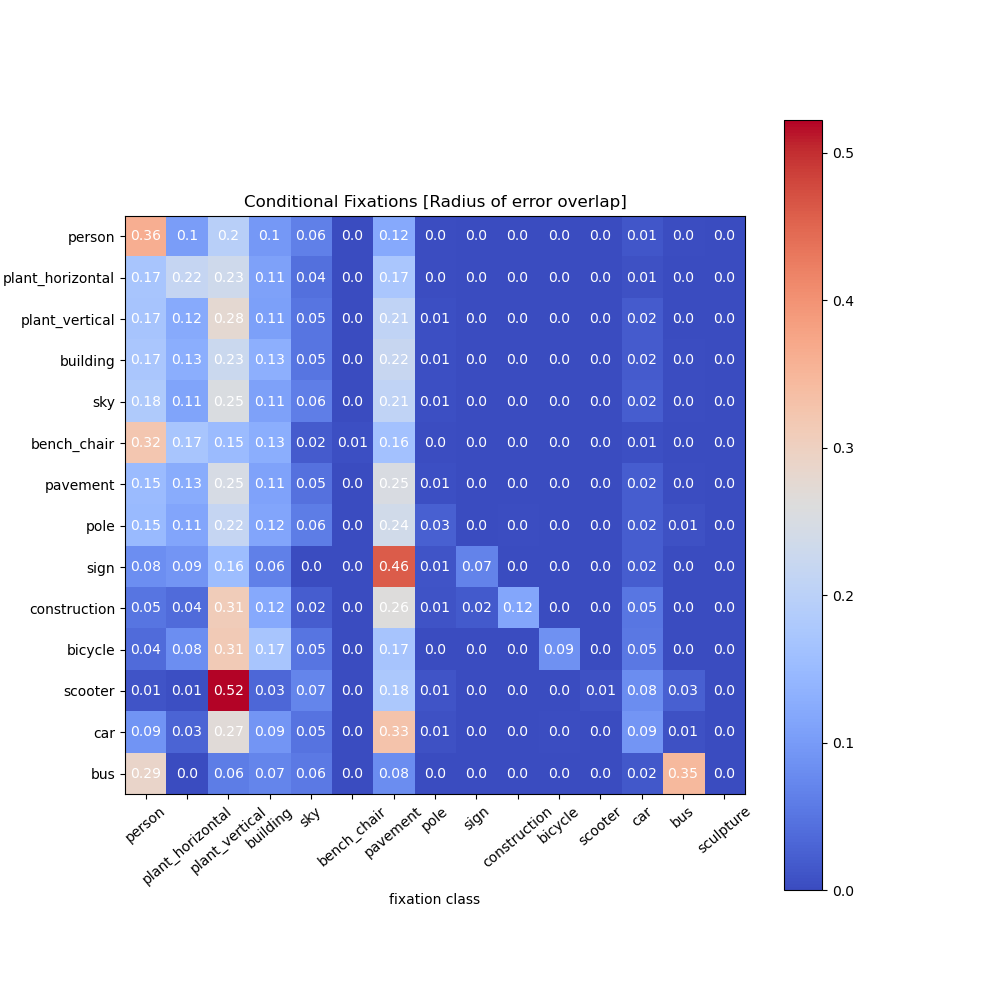 Conditional Fixations [Radius of error overlap]
person 0.36 0.1 0.2 0.1 0.06 0.0 0.12 0.0 0.0 0.0 0.0 0.0 0.01 0.0 0.0
plant_horizontal 0.17 0.22 0.23 0.11 0.04 0.0 0.17 0.0 0.0 0.0 0.0 0.0 0.01 0.0 0.0
plant_vertical 0.17 0.12 0.28 0.11 0.05 0.0 0.21 0.01 0.0 0.0 0.0 0.0 0.02 0.0 0.0
building 0.17 0.13 0.23 0.13 0.05 0.0 0.22 0.01 0.0 0.0 0.0 0.0 0.02 0.0 0.0
sky 0.18 0.11 0.25 0.11 0.06 0.0 0.21 0.01 0.0 0.0 0.0 0.0 0.02 0.0 0.0
bench_chair 0.32 0.17 0.15 0.13 0.02 0.01 0.16 0.0 0.0 0.0 0.0 0.0 0.01 0.0 0.0
pavement 0.15 0.13 0.25 0.11 0.05 0.0 0.25 0.01 0.0 0.0 0.0 0.0 0.02 0.0 0.0
pole 0.15 0.11 0.22 0.12 0.06 0.0 0.24 0.03 0.0 0.0 0.0 0.0 0.02 0.01 0.0
sign 0.08 0.09 0.16 0.06 0.0 0.0 0.46 0.01 0.07 0.0 0.0 0.0 0.02 0.0 0.0
construction 0.05 0.04 0.31 0.12 0.02 0.0 0.26 0.01 0.02 0.12 0.0 0.0 0.05 0.0 0.0
bicycle 0.04 0.08 0.31 0.17 0.05 0.0 0.17 0.0 0.0 0.0 0.09 0.0 0.05 0.0 0.0
scooter 0.01 0.01 0.52 0.03 0.07 0.0 0.18 0.01 0.0 0.0 0.0 0.01 0.08 0.03 0.0
car 0.09 0.03 0.27 0.09 0.05 0.0 0.33 0.01 0.0 0.0 0.0 0.0 0.09 0.01 0.0
bus 0.29 0.0 0.06 0.07 0.06 0.0 0.08 0.0 0.0 0.0 0.0 0.0 0.02 0.35 0.0
person plant_horizontal plant_vertical building sky bench_chair pavement pole sign construction bicycle scooter car bus sculpture
fixation class
0.5
0.4
0.3
0.2
0.1
0.0